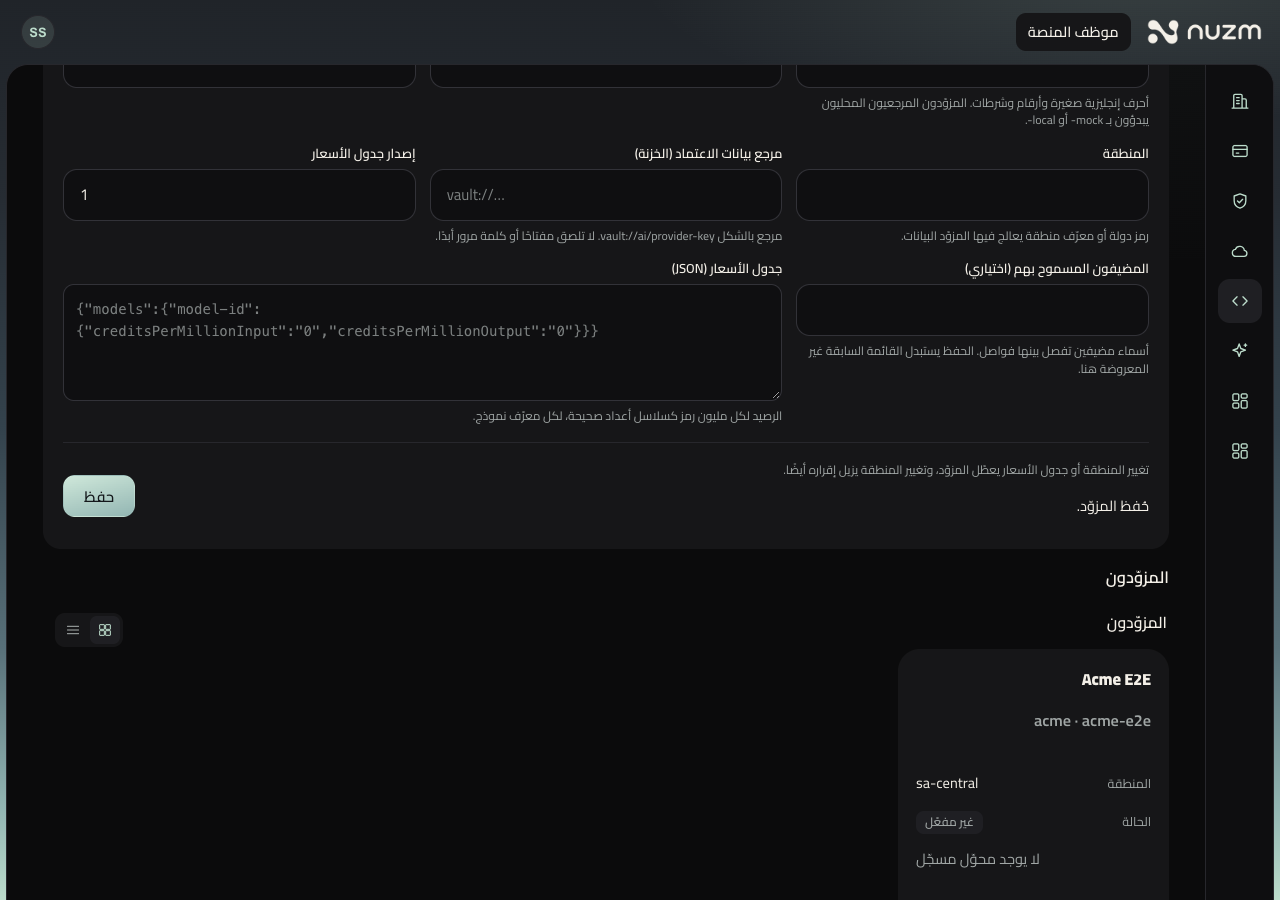 nuzm
موظف المنصة
SS
أحرف إنجليزية صغيرة وأرقام وشرطات. المزوّدون المرجعيون المحليون
يبدؤون بـ mock- أو local-.
المنطقة
مرجع بيانات الاعتماد (الخزنة)
إصدار جدول الأسعار
vault://...
1
رمز دولة أو معرّف منطقة يعالج فيها المزوّد البيانات.
مرجع بالشكل vault://ai/provider-key. لا تلصق مفتاحًا أو كلمة مرور أبدًا.
المضيفون المسموح بهم (اختياري)
جدول الأسعار (JSON)
{"models":{"model-id":
{"creditsPerMillionInput":"0","creditsPerMillionOutput":"0"}}}
أسماء مضيفين تفصل بينها فواصل. الحفظ يستبدل القائمة السابقة غير
المعروضة هنا.
الرصيد لكل مليون رمز كسلاسل أعداد صحيحة، لكل معرّف نموذج.
تغيير المنطقة أو جدول الأسعار يعطّل المزوّد، وتغيير المنطقة يزيل إقراره أيضًا.
حُفظ المزوّد.
حفظ
المزوّدون
المزوّدون
Acme E2E
acme · acme-e2e
المنطقة
sa-central
الحالة
غير مفعّل
لا يوجد محوّل مسجّل